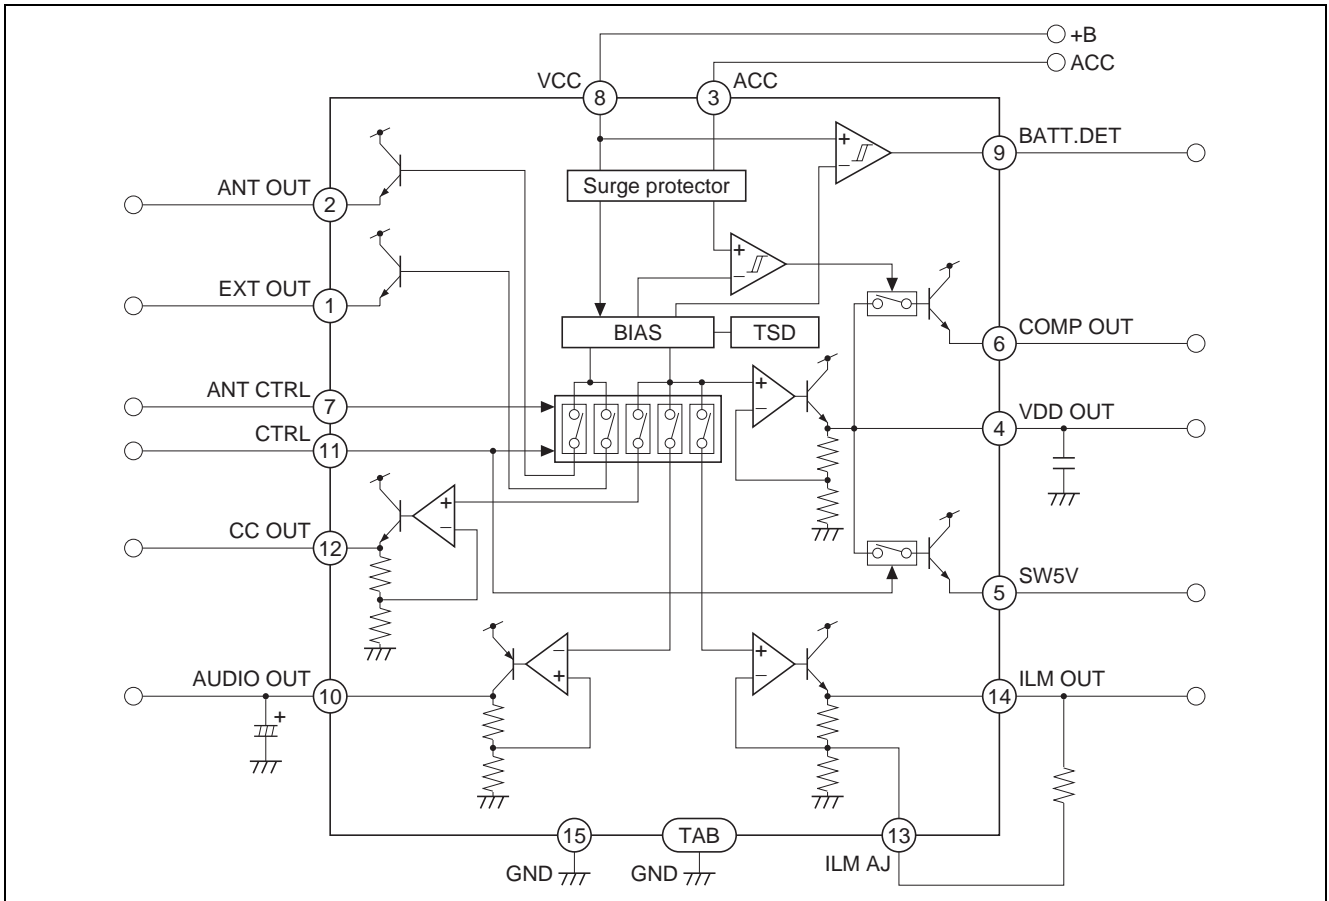 +B
ACC
VCC
8
3
ACC
BATT.DET
+
−
9
Surge protector
ANT OUT
2
+
−
EXT OUT
1
BIAS
TSD
COMP OUT
6
ANT CTRL
7
+
−
VDD OUT
4
CTRL
11
+
−
CC OUT
12
SW5V
5
−
+
+
−
AUDIO OUT
10
ILM OUT
14
+
15
TAB
13
GND
GND
ILM AJ